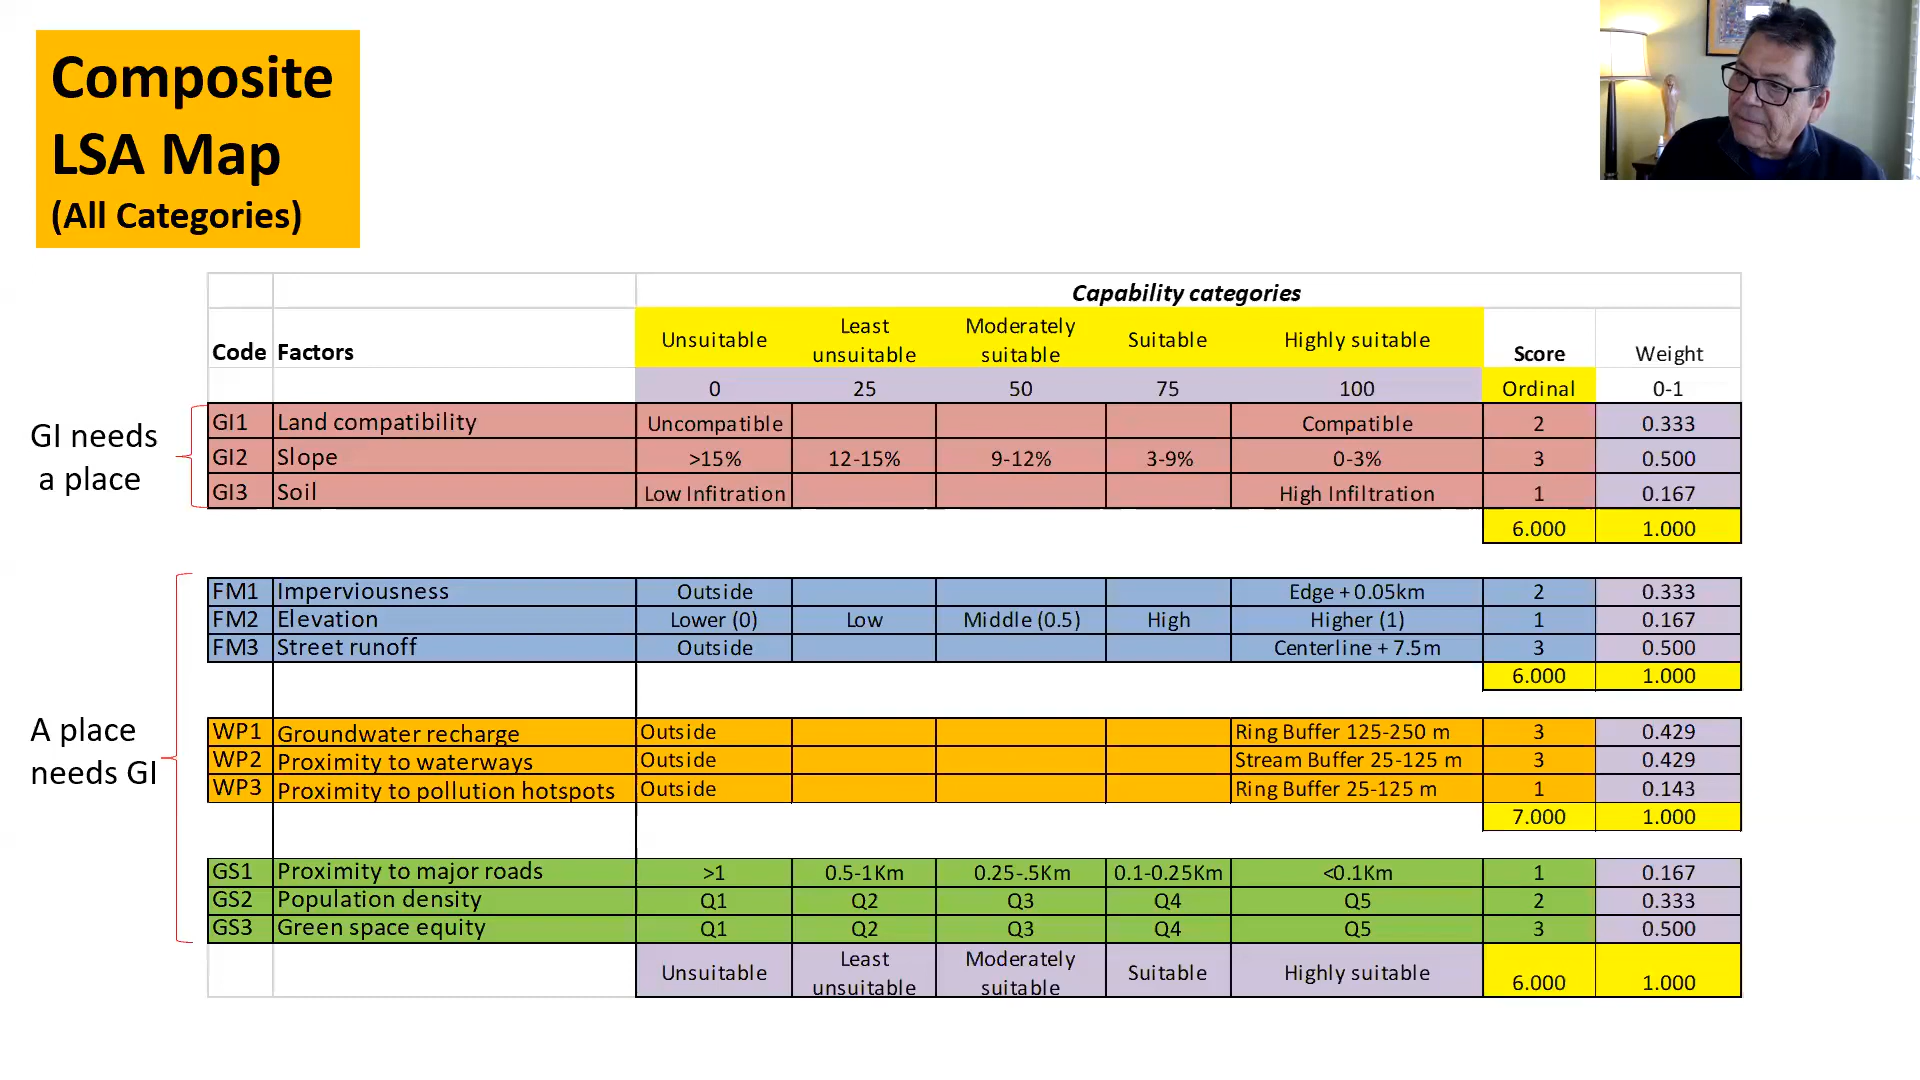 Composite
LSA Map
(All Categories)
Capability categories
Code Factors Unsuitable Least unsuitable Moderately suitable Suitable Highly suitable Score Weight
0 25 50 75 100 Ordinal 0-1
GI needs
a place
GI1 Land compatibility Uncompatible Compatible 2 0.333
GI2 Slope >15% 12-15% 9-12% 3-9% 0-3% 3 0.500
GI3 Soil Low Infitration High Infiltration 1 0.167
6.000 1.000
A place
needs GI
FM1 Imperviousness Outside Edge + 0.05km 2 0.333
FM2 Elevation Lower (0) Low Middle (0.5) High Higher (1) 1 0.167
FM3 Street runoff Outside Centerline + 7.5m 3 0.500
6.000 1.000
WP1 Groundwater recharge Outside Ring Buffer 125-250 m 3 0.429
WP2 Proximity to waterways Outside Stream Buffer 25-125 m 3 0.429
WP3 Proximity to pollution hotspots Outside Ring Buffer 25-125 m 1 0.143
7.000 1.000
GS1 Proximity to major roads >1 0.5-1Km 0.25-.5Km 0.1-0.25Km <0.1Km 1 0.167
GS2 Population density Q1 Q2 Q3 Q4 Q5 2 0.333
GS3 Green space equity Q1 Q2 Q3 Q4 Q5 3 0.500
Unsuitable Least unsuitable Moderately suitable Suitable Highly suitable 6.000 1.000